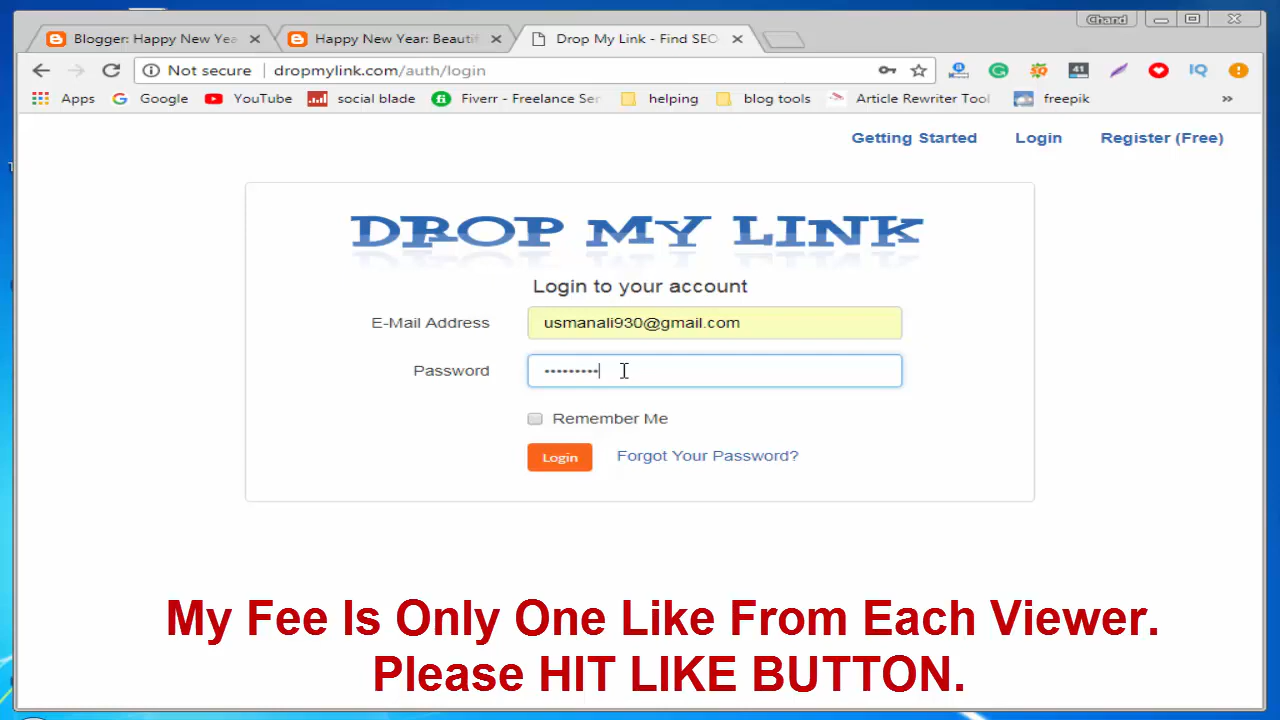 Chand
Blogger: Happy New Yea
Happy New Year: Beautif
Drop My Link - Find SEO
Not secure
dropmylink.com/auth/login
41
IQ
Apps
Google
YouTube
social blade
Fiverr - Freelance Ser
helping
blog tools
Article Rewriter Tool
freepik
»
Getting Started
Login
Register (Free)
DROP MY LINK
Login to your account
E-Mail Address
usmanali930@gmail.com
Password
•••••••••
Remember Me
Login
Forgot Your Password?
My Fee Is Only One Like From Each Viewer.
Please HIT LIKE BUTTON.